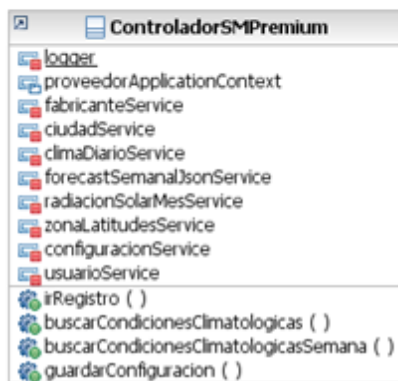 ControladorSMPremium
logger
proveedorApplicationContext
fabricanteService
ciudadService
climaDiarioService
forecastSemanalJsonService
radiacionSolarMesService
zonaLatitudesService
configuracionService
usuarioService
irRegistro ( )
buscarCondicionesClimatologicas ( )
buscarCondicionesClimatologicasSemana ( )
guardarConfiguracion ( )